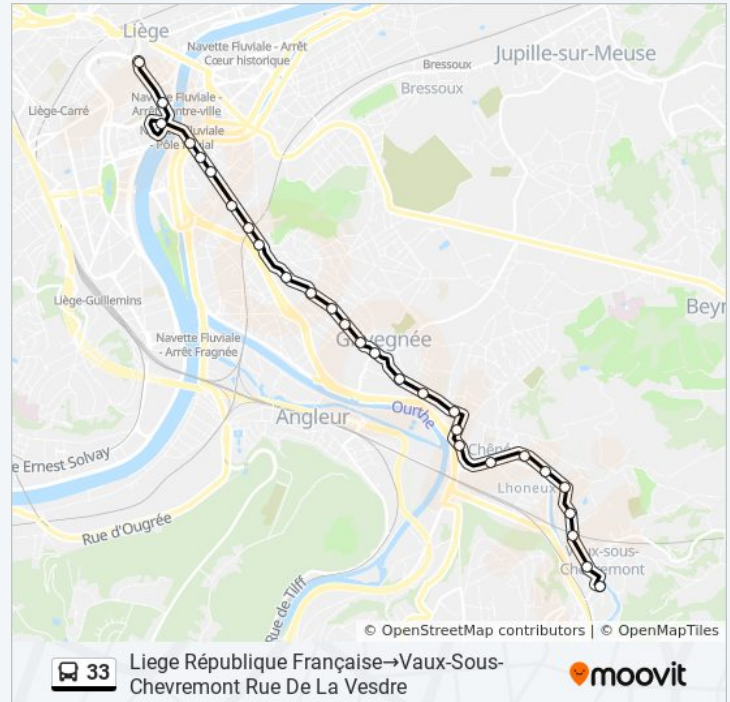 Liège
Navette Fluviale - Arrêt
Cœur historique
Jupille-sur-Meuse
Bressoux
Bressoux
Liège-Carré
Navette Fluviale -
Arrêt Centre-ville
Fluviale
- Pôle
Liège-Guillemins
Beyr
Navette Fluviale
- Arrêt Fragnée
Grivegnée
Angleur
Ourthe
e Ernest Solvay
Chênée
Lhoneux
Rue d'Ougrée
Vaux-sous-
Chèvremont
Rue de Tilff
© OpenStreetMap contributors | © OpenMapTiles
33
Liege République Française→Vaux-Sous-
Chevremont Rue De La Vesdre
moovit